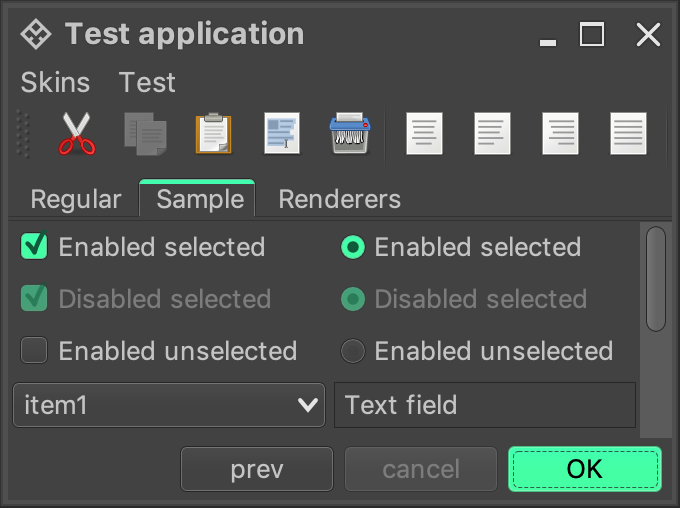 Test application
Skins Test
Regular Sample Renderers
Enabled selected Enabled selected
Disabled selected Disabled selected
Enabled unselected Enabled unselected
item1 Text field
prev cancel OK